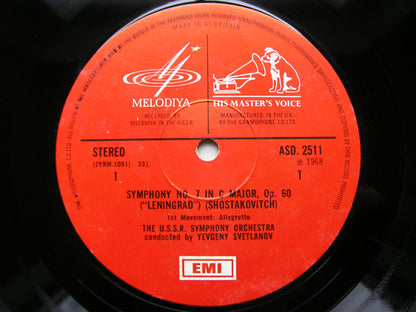 MADE IN GT BRITAIN
MELODIYA
HIS MASTER'S VOICE
RECORDED BY
MELODIYA IN THE U.S.S.R.
MANUFACTURED IN THE U.K.
BY THE GRAMOPHONE CO LTD
STEREO
ASD. 2511
(2YRM.1051) 33⅓
℗ 1968
1
1
SYMPHONY NO. 7 IN C MAJOR, Op. 60
("LENINGRAD") (SHOSTAKOVITCH)
1st Movement: Allegretto
THE U.S.S.R. SYMPHONY ORCHESTRA
conducted by YEVGENY SVETLANOV
EMI